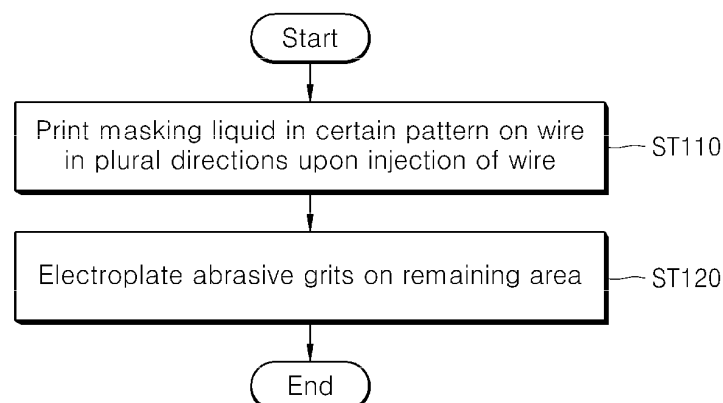 Start
Print masking liquid in certain pattern on wire
in plural directions upon injection of wire
ST110
Electroplate abrasive grits on remaining area
ST120
End